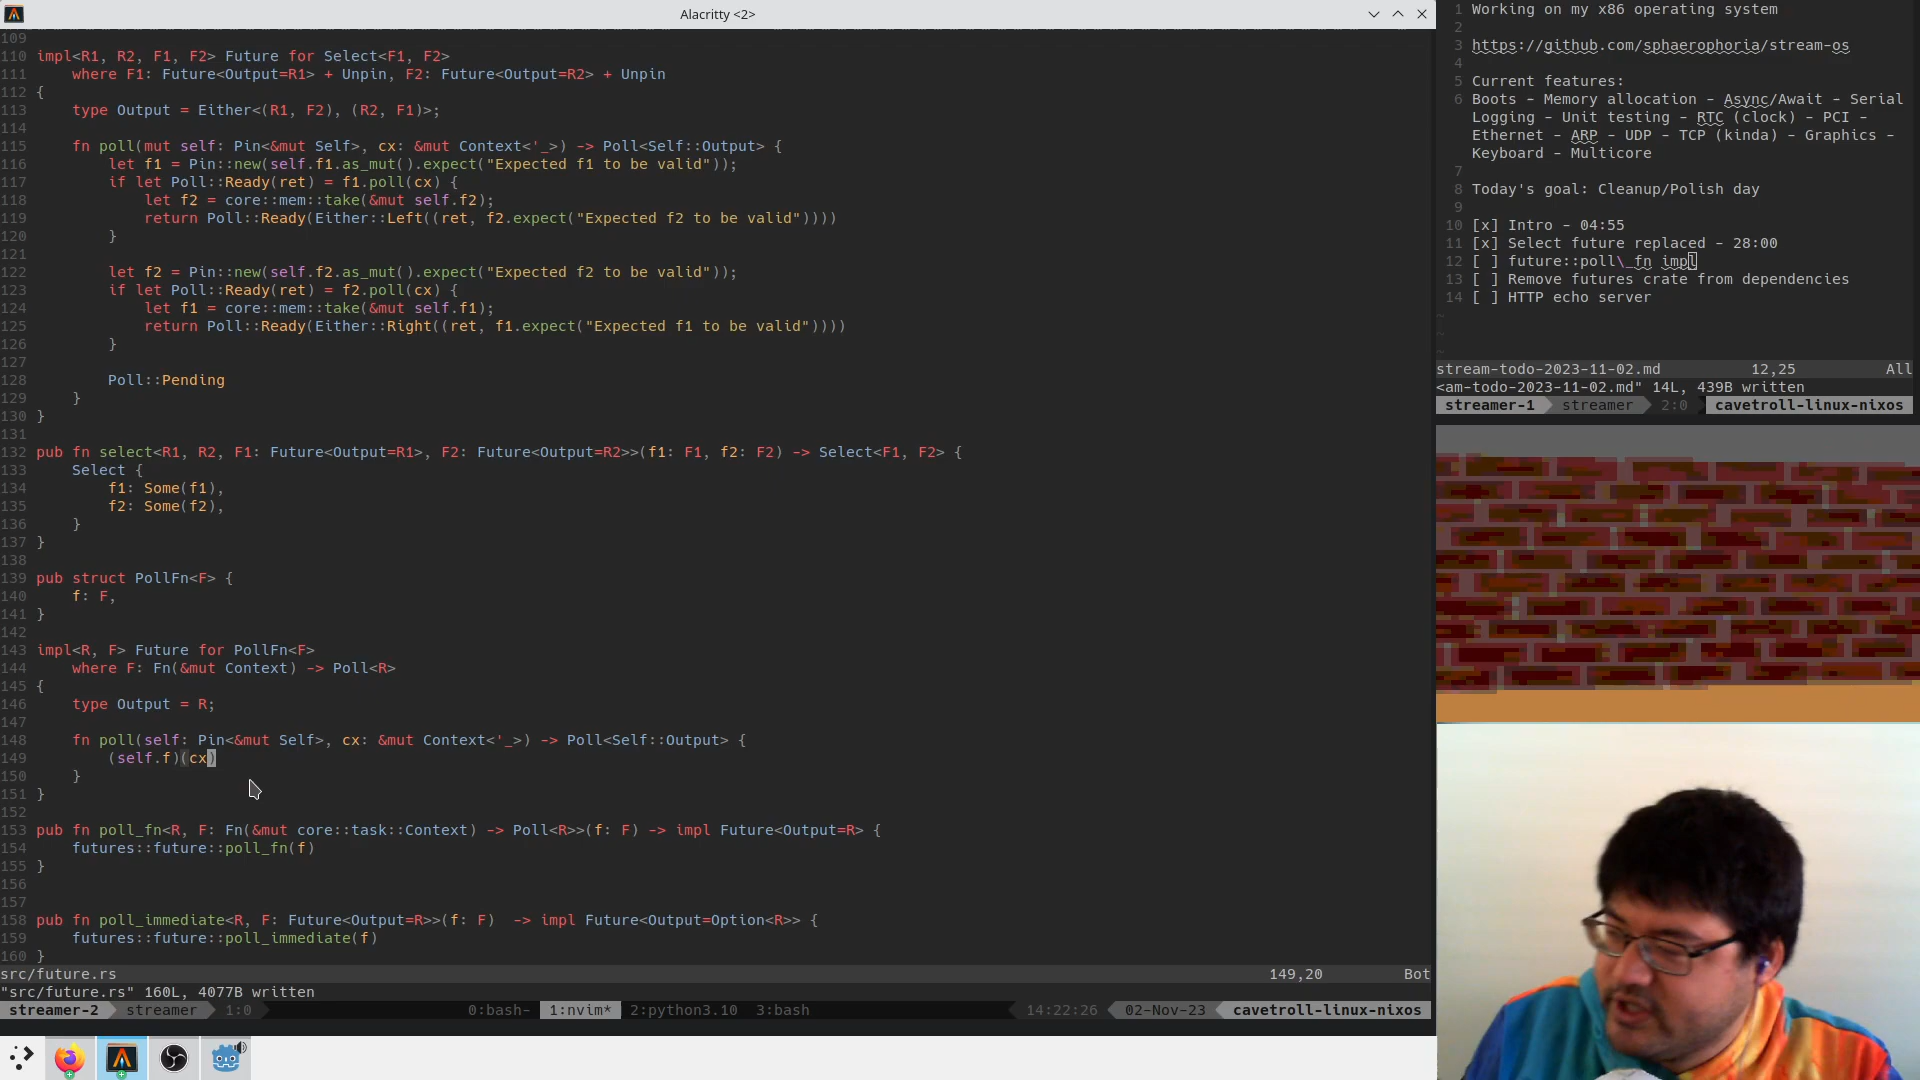 Alacritty <2>
109
110 impl<R1, R2, F1, F2> Future for Select<F1, F2>
111     where F1: Future<Output=R1> + Unpin, F2: Future<Output=R2> + Unpin
112 {
113     type Output = Either<(R1, F2), (R2, F1)>;
114
115     fn poll(mut self: Pin<&mut Self>, cx: &mut Context<'_>) -> Poll<Self::Output> {
116         let f1 = Pin::new(self.f1.as_mut().expect("Expected f1 to be valid"));
117         if let Poll::Ready(ret) = f1.poll(cx) {
118             let f2 = core::mem::take(&mut self.f2);
119             return Poll::Ready(Either::Left((ret, f2.expect("Expected f2 to be valid"))))
120         }
121
122         let f2 = Pin::new(self.f2.as_mut().expect("Expected f2 to be valid"));
123         if let Poll::Ready(ret) = f2.poll(cx) {
124             let f1 = core::mem::take(&mut self.f1);
125             return Poll::Ready(Either::Right((ret, f1.expect("Expected f1 to be valid"))))
126         }
127
128         Poll::Pending
129     }
130 }
131
132 pub fn select<R1, R2, F1: Future<Output=R1>, F2: Future<Output=R2>>(f1: F1, f2: F2) -> Select<F1, F2> {
133     Select {
134         f1: Some(f1),
135         f2: Some(f2),
136     }
137 }
138
139 pub struct PollFn<F> {
140     f: F,
141 }
142
143 impl<R, F> Future for PollFn<F>
144     where F: Fn(&mut Context) -> Poll<R>
145 {
146     type Output = R;
147
148     fn poll(self: Pin<&mut Self>, cx: &mut Context<'_>) -> Poll<Self::Output> {
149         (self.f)(cx)
150     }
151 }
152
153 pub fn poll_fn<R, F: Fn(&mut core::task::Context) -> Poll<R>>(f: F) -> impl Future<Output=R> {
154     futures::future::poll_fn(f)
155 }
156
157
158 pub fn poll_immediate<R, F: Future<Output=R>>(f: F)  -> impl Future<Output=Option<R>> {
159     futures::future::poll_immediate(f)
160 }
src/future.rs 149,20 Bot
"src/future.rs" 160L, 4077B written
streamer-2 streamer 1:0 0:bash- 1:nvim* 2:python3.10 3:bash 14:22:26 02-Nov-23 cavetroll-linux-nixos
1 Working on my x86 operating system
2
3 https://github.com/sphaerophoria/stream-os
4
5 Current features:
6 Boots - Memory allocation - Async/Await - Serial
Logging - Unit testing - RTC (clock) - PCI -
Ethernet - ARP - UDP - TCP (kinda) - Graphics -
Keyboard - Multicore
7
8 Today's goal: Cleanup/Polish day
9
10 [x] Intro - 04:55
11 [x] Select future replaced - 28:00
12 [ ] future::poll\_fn impl
13 [ ] Remove futures crate from dependencies
14 [ ] HTTP echo server
~
~
~
stream-todo-2023-11-02.md 12,25 All
<am-todo-2023-11-02.md" 14L, 439B written
streamer-1 streamer 2:0 cavetroll-linux-nixos